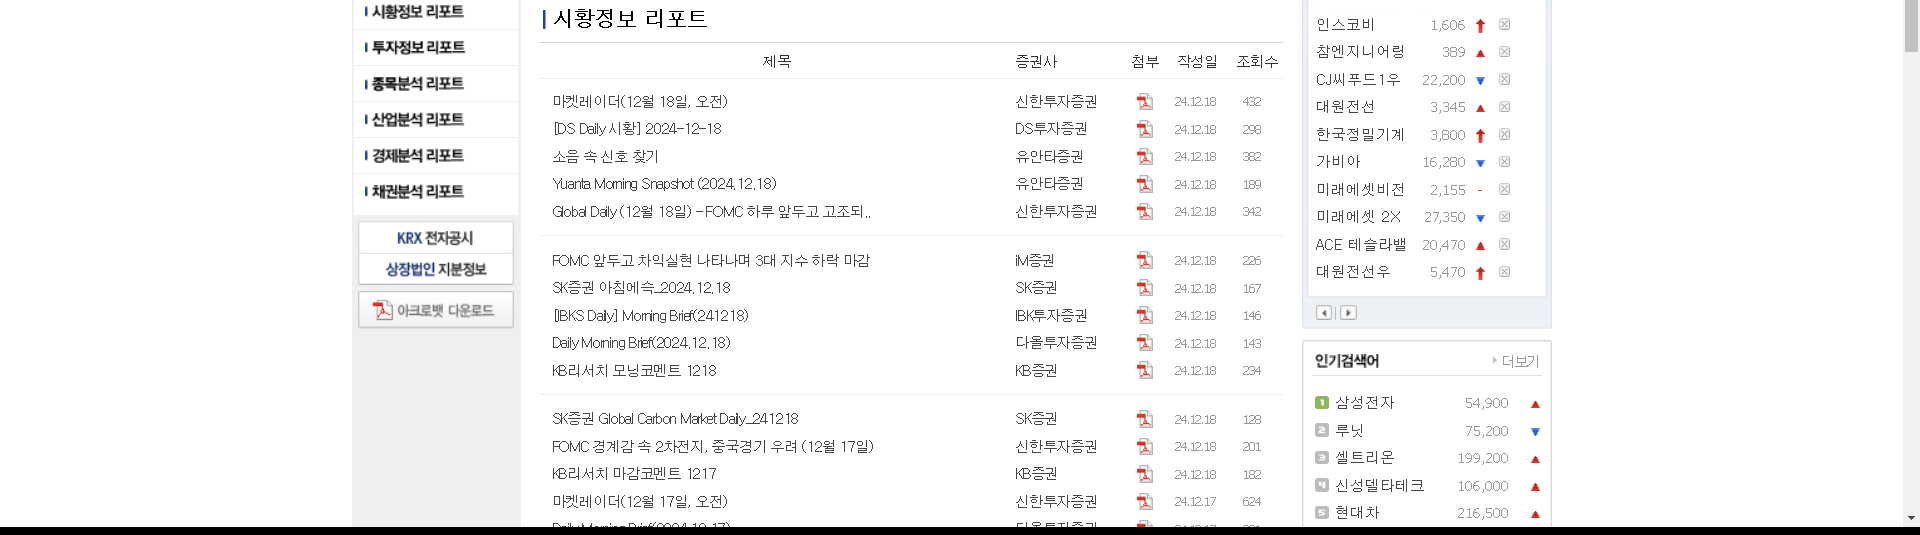 시황정보 리포트
투자정보 리포트
종목분석 리포트
산업분석 리포트
경제분석 리포트
채권분석 리포트
KRX 전자공시
상장법인 지분정보
아크로뱃 다운로드
시황정보 리포트
제목 증권사 첨부 작성일 조회수
마켓레이더(12월 18일, 오전) 신한투자증권 24.12.18 432
[DS Daily 시황] 2024-12-18 DS투자증권 24.12.18 298
소음 속 신호 찾기 유안타증권 24.12.18 382
Yuanta Morning Snapshot (2024.12.18) 유안타증권 24.12.18 189
Global Daily (12월 18일) - FOMC 하루 앞두고 고조되.. 신한투자증권 24.12.18 342
FOMC 앞두고 차익실현 나타나며 3대 지수 하락 마감 iM증권 24.12.18 226
SK증권 아침에슥_2024.12.18 SK증권 24.12.18 167
[IBKS Daily] Morning Brief(241218) IBK투자증권 24.12.18 146
Daily Morning Brief(2024.12.18) 다올투자증권 24.12.18 143
KB리서치 모닝코멘트 1218 KB증권 24.12.18 234
SK증권 Global Carbon Market Daily_241218 SK증권 24.12.18 128
FOMC 경계감 속 2차전지, 중국경기 우려 (12월 17일) 신한투자증권 24.12.18 201
KB리서치 마감코멘트 1217 KB증권 24.12.18 182
마켓레이더(12월 17일, 오전) 신한투자증권 24.12.17 624
Daily Morning Brief(2024.12.17) 다올투자증권 24.12.17
인스코비 1,606
참엔지니어링 389
CJ씨푸드1우 22,200
대원전선 3,345
한국정밀기계 3,800
가비아 16,280
미래에셋비전 2,155 -
미래에셋 2X 27,350
ACE 테슬라밸 20,470
대원전선우 5,470
인기검색어 더보기
1 삼성전자 54,900
2 루닛 75,200
3 셀트리온 199,200
4 신성델타테크 106,000
5 현대차 216,500